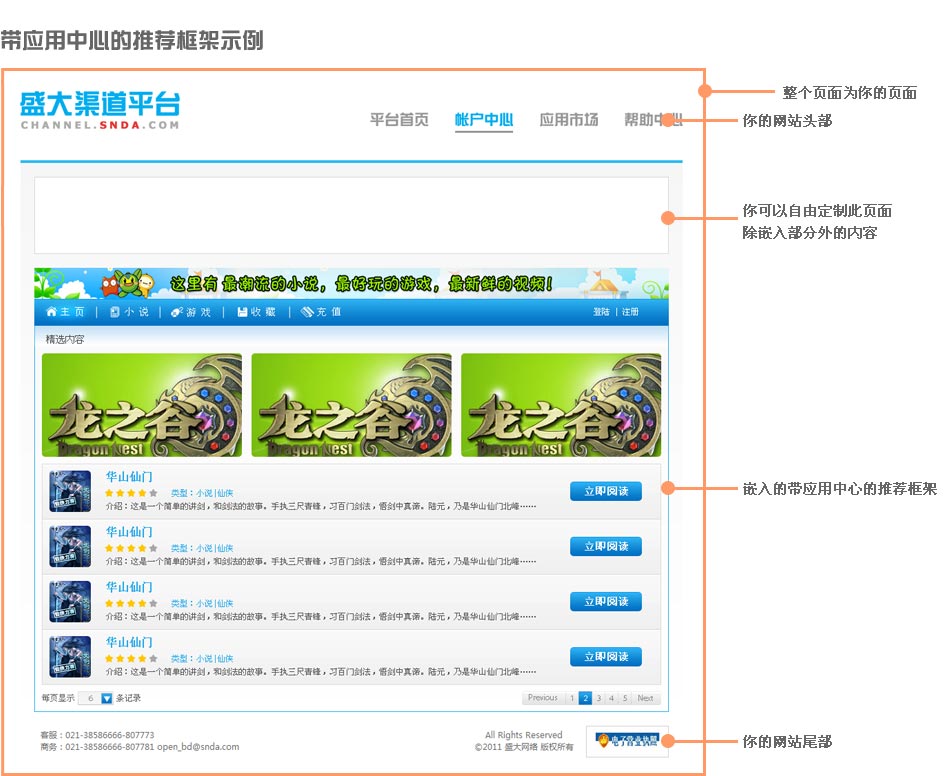 带应用中心的推荐框架示例
整个页面为你的页面
盛大渠道平台
CHANNEL.SNDA.COM
平台首页 帐户中心 应用市场 帮助中心
你的网站头部
你可以自由定制此页面
除嵌入部分外的内容
这里有 最潮流的小说，最好玩的游戏，最新鲜的视频！
主页 | 小说 | 游戏 | 收藏 | 充值 登陆 | 注册
精选内容
龙之谷 龙之谷 龙之谷
Dragon Nest Dragon Nest Dragon Nest
华山仙门
类型：小说|仙侠
立即阅读
介绍：这是一个简单的讲剑，和剑法的故事。手执三尺青锋，习百门剑法，悟剑中真蒂。陆元，乃是华山仙门北峰……
嵌入的带应用中心的推荐框架
华山仙门
类型：小说|仙侠
立即阅读
介绍：这是一个简单的讲剑，和剑法的故事。手执三尺青锋，习百门剑法，悟剑中真蒂。陆元，乃是华山仙门北峰……
华山仙门
类型：小说|仙侠
立即阅读
介绍：这是一个简单的讲剑，和剑法的故事。手执三尺青锋，习百门剑法，悟剑中真蒂。陆元，乃是华山仙门北峰……
华山仙门
类型：小说|仙侠
立即阅读
介绍：这是一个简单的讲剑，和剑法的故事。手执三尺青锋，习百门剑法，悟剑中真蒂。陆元，乃是华山仙门北峰……
每页显示 6 条记录 Previous 1 2 3 4 5 Next
客服：021-38586666-807773
商务：021-38586666-807781 open_bd@snda.com
All Rights Reserved
©2011 盛大网络 版权所有
电子营业执照
你的网站尾部